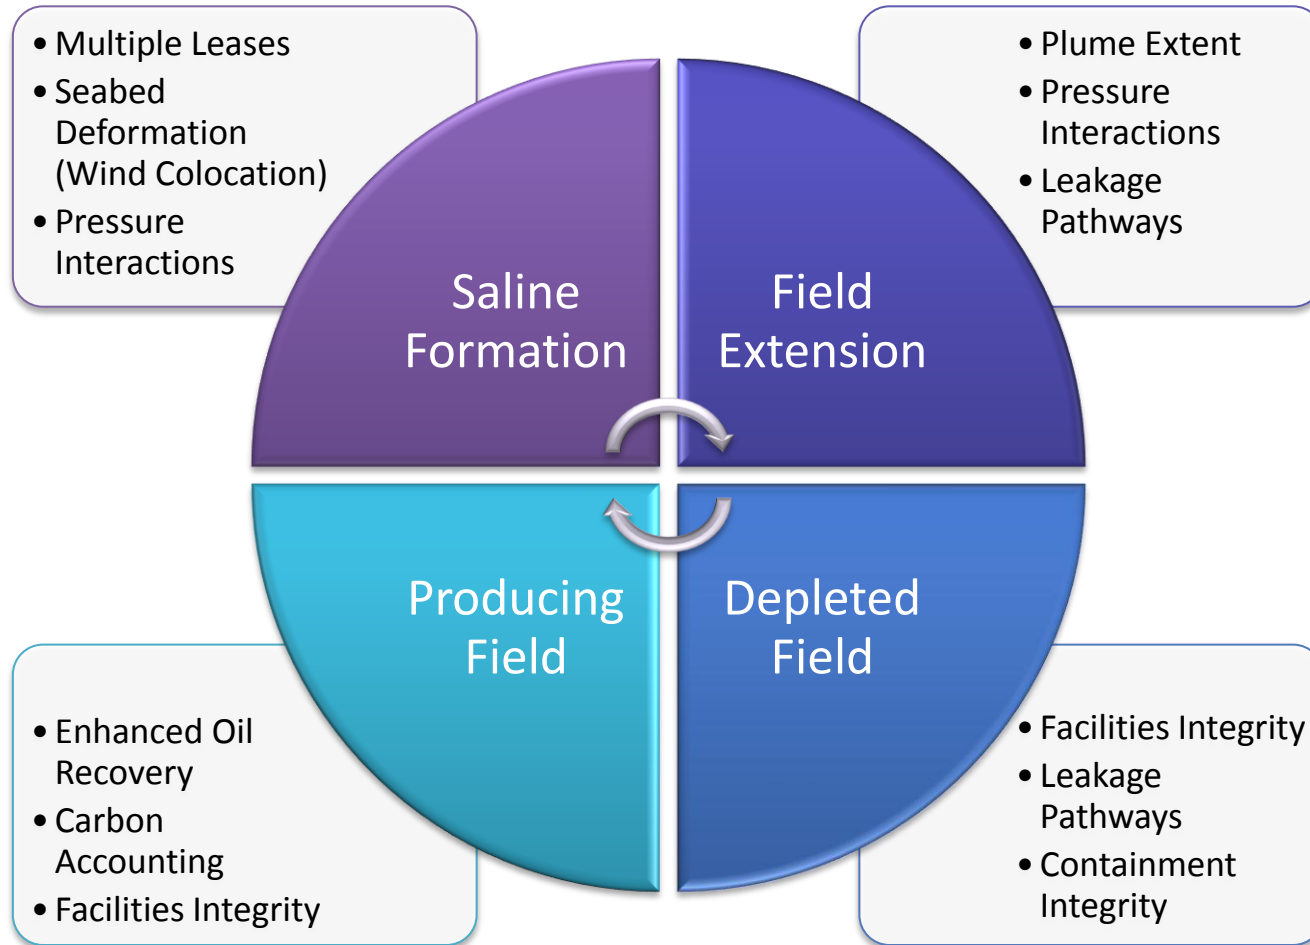 • Multiple Leases
• Seabed
Deformation
(Wind Colocation)
• Pressure
Interactions
• Plume Extent
• Pressure
Interactions
• Leakage
Pathways
Saline
Formation
Field
Extension
Producing
Field
Depleted
Field
• Enhanced Oil
Recovery
• Carbon
Accounting
• Facilities Integrity
• Facilities Integrity
• Leakage
Pathways
• Containment
Integrity